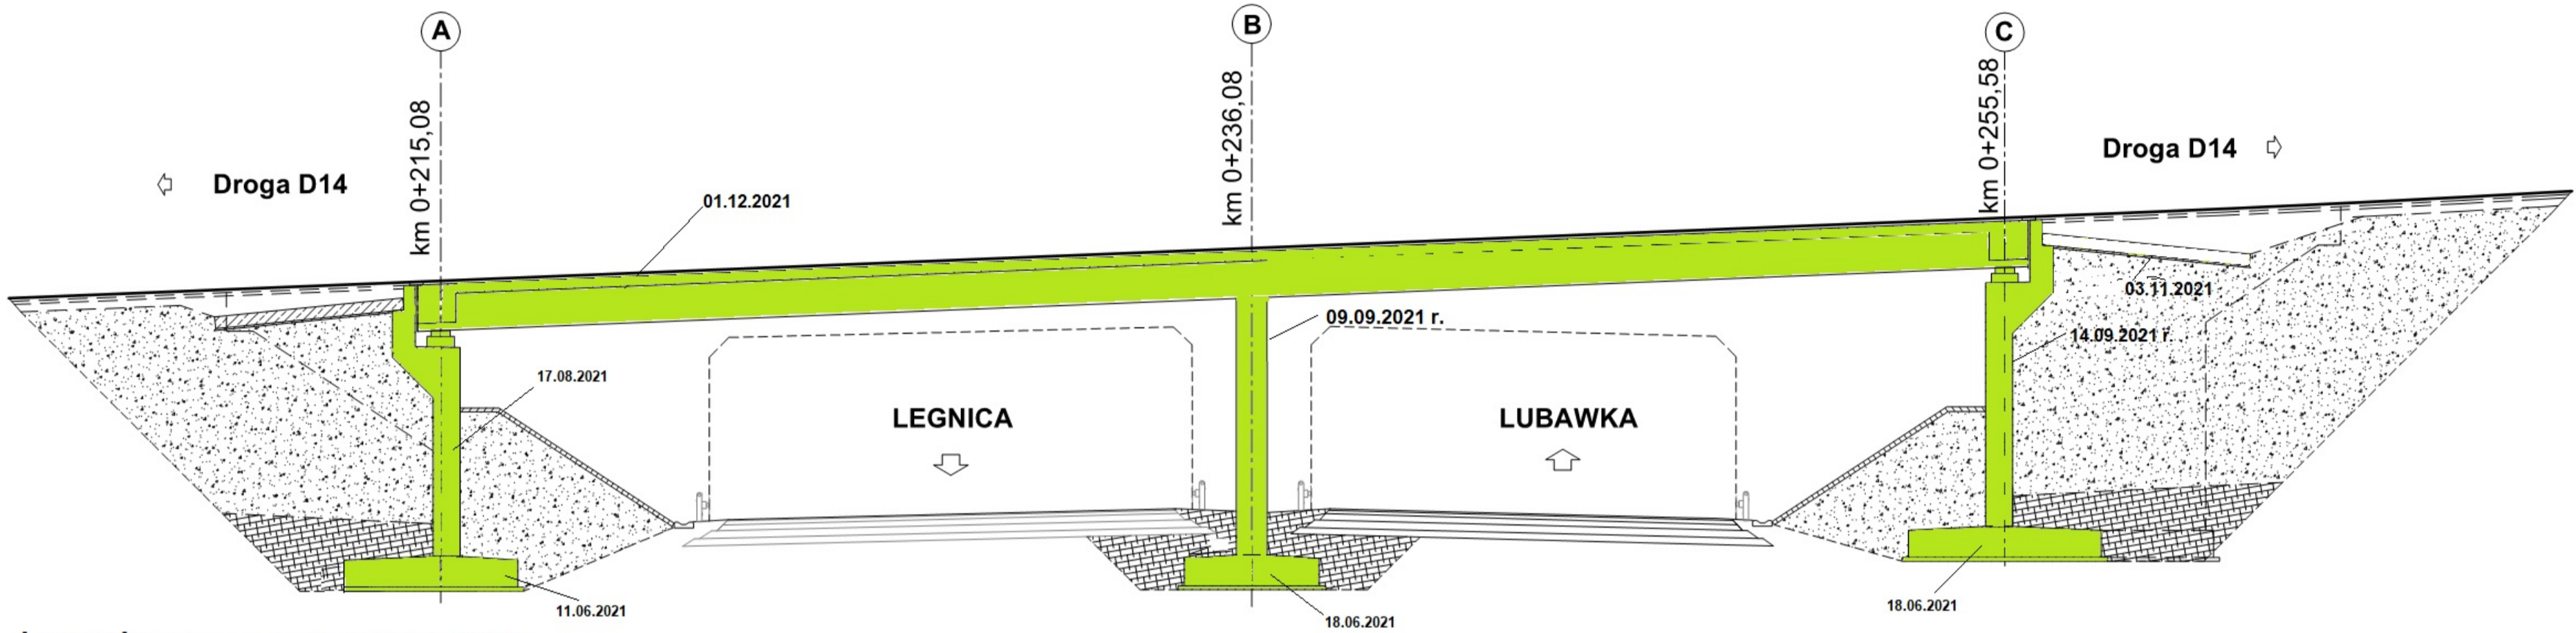 A
B
C
km 0+215,08
km 0+236,08
km 0+255,58
Droga D14
Droga D14
01.12.2021
03.11.2021
09.09.2021 r.
14.09.2021 r.
17.08.2021
LEGNICA
LUBAWKA
11.06.2021
18.06.2021
18.06.2021